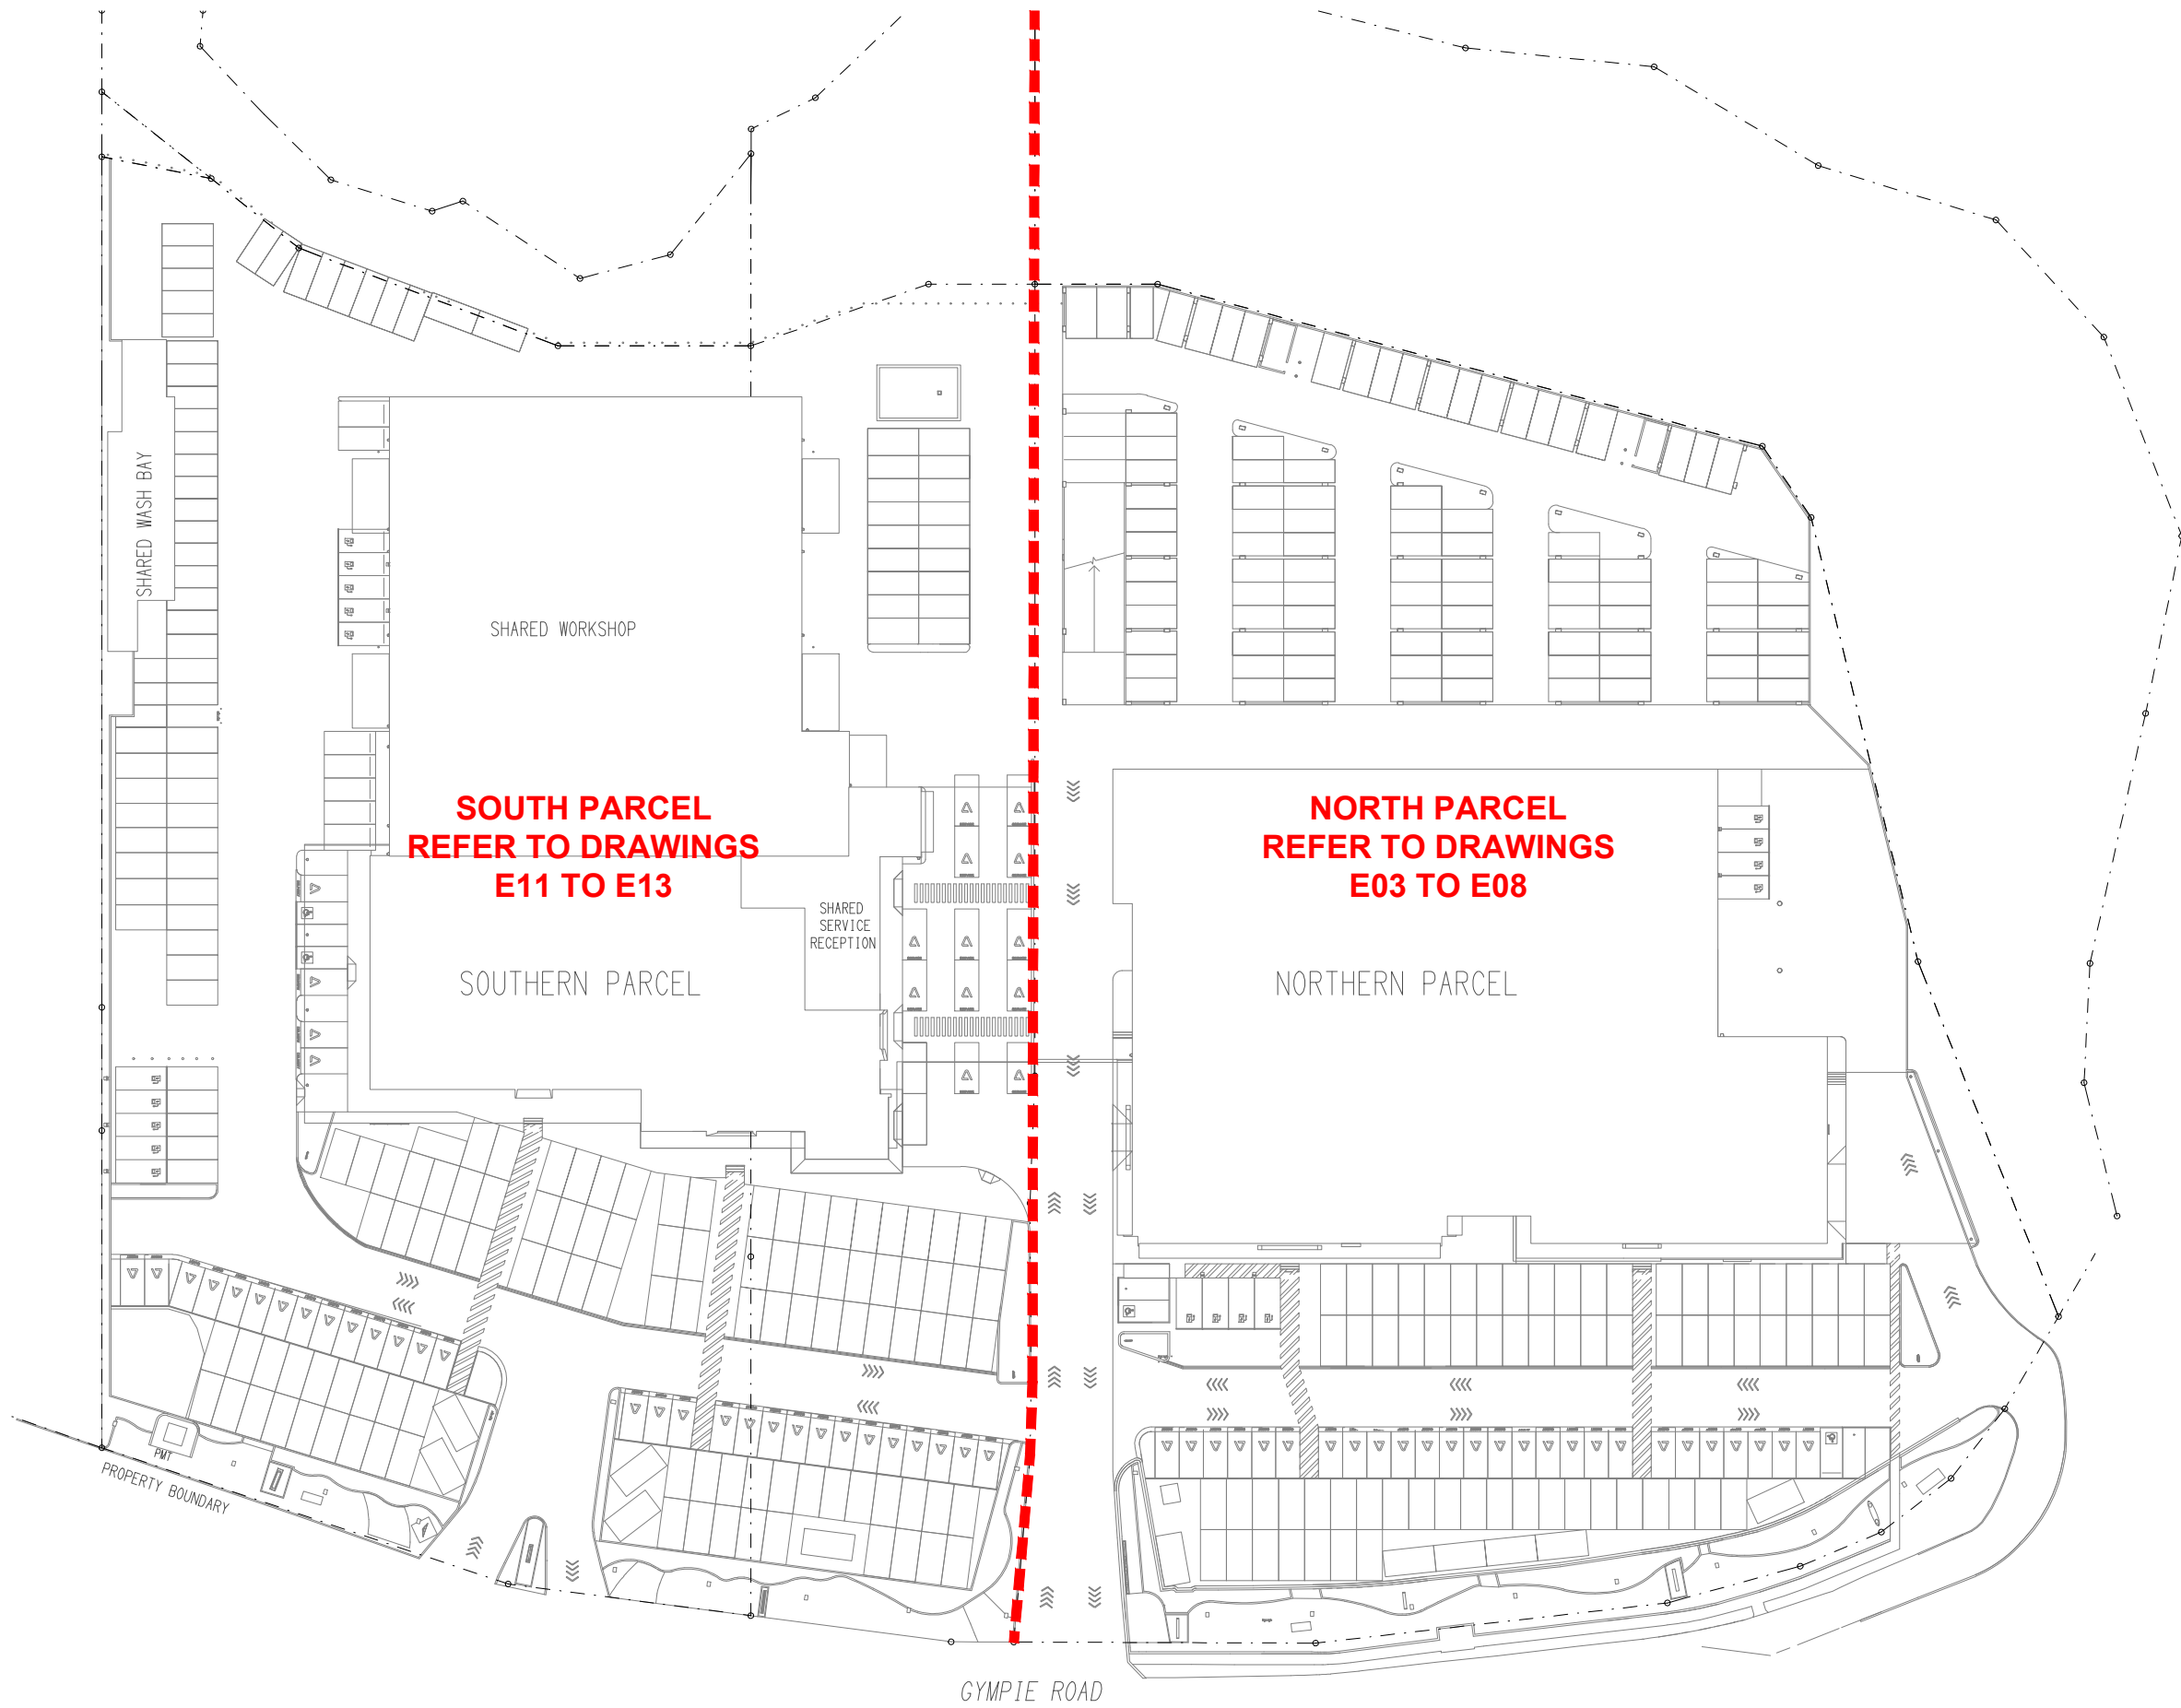 SHARED WASH BAY
SHARED WORKSHOP
SOUTH PARCEL
REFER TO DRAWINGS
E11 TO E13
NORTH PARCEL
REFER TO DRAWINGS
E03 TO E08
SHARED
SERVICE
RECEPTION
SOUTHERN PARCEL
NORTHERN PARCEL
PMT
PROPERTY BOUNDARY
GYMPIE ROAD